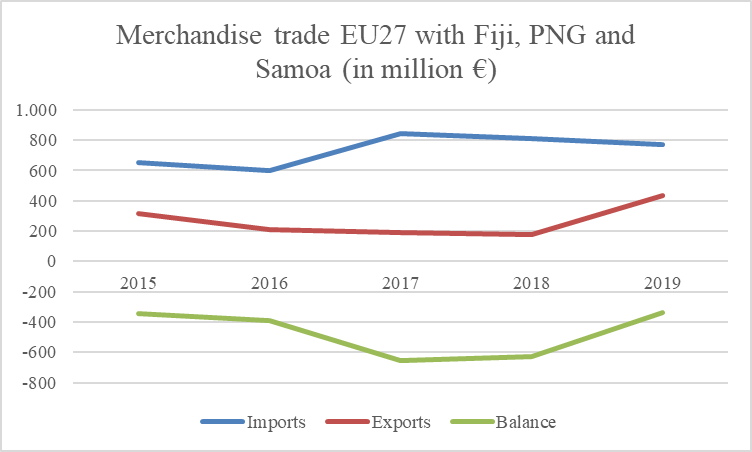 Merchandise trade EU27 with Fiji, PNG and
Samoa (in million €)
1.000
800
600
400
200
0
2015 2016 2017 2018 2019
-200
-400
-600
-800
Imports Exports Balance